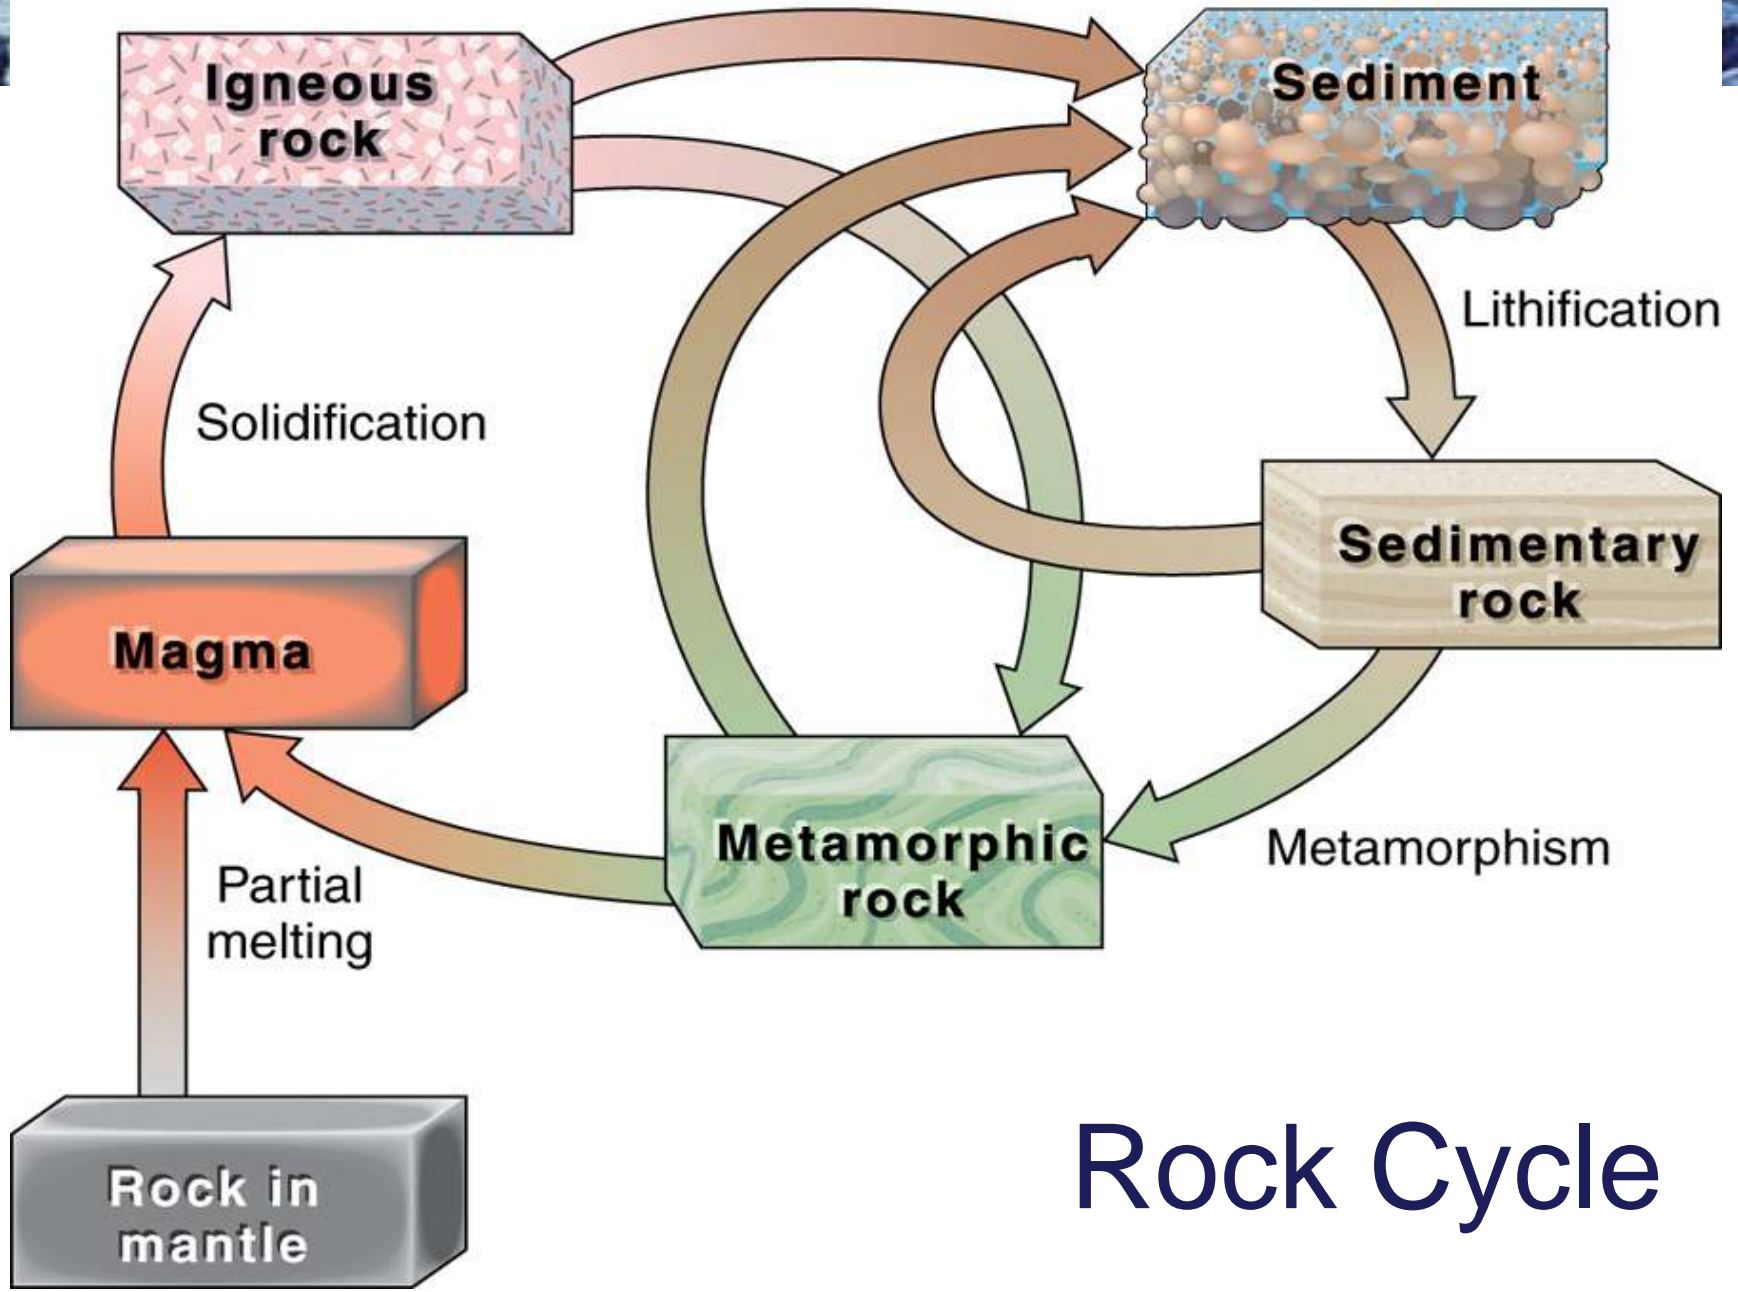 Igneous
rock
Sediment
Lithification
Solidification
Sedimentary
rock
Magma
Metamorphic
rock
Metamorphism
Partial
melting
Rock in
mantle
Rock Cycle